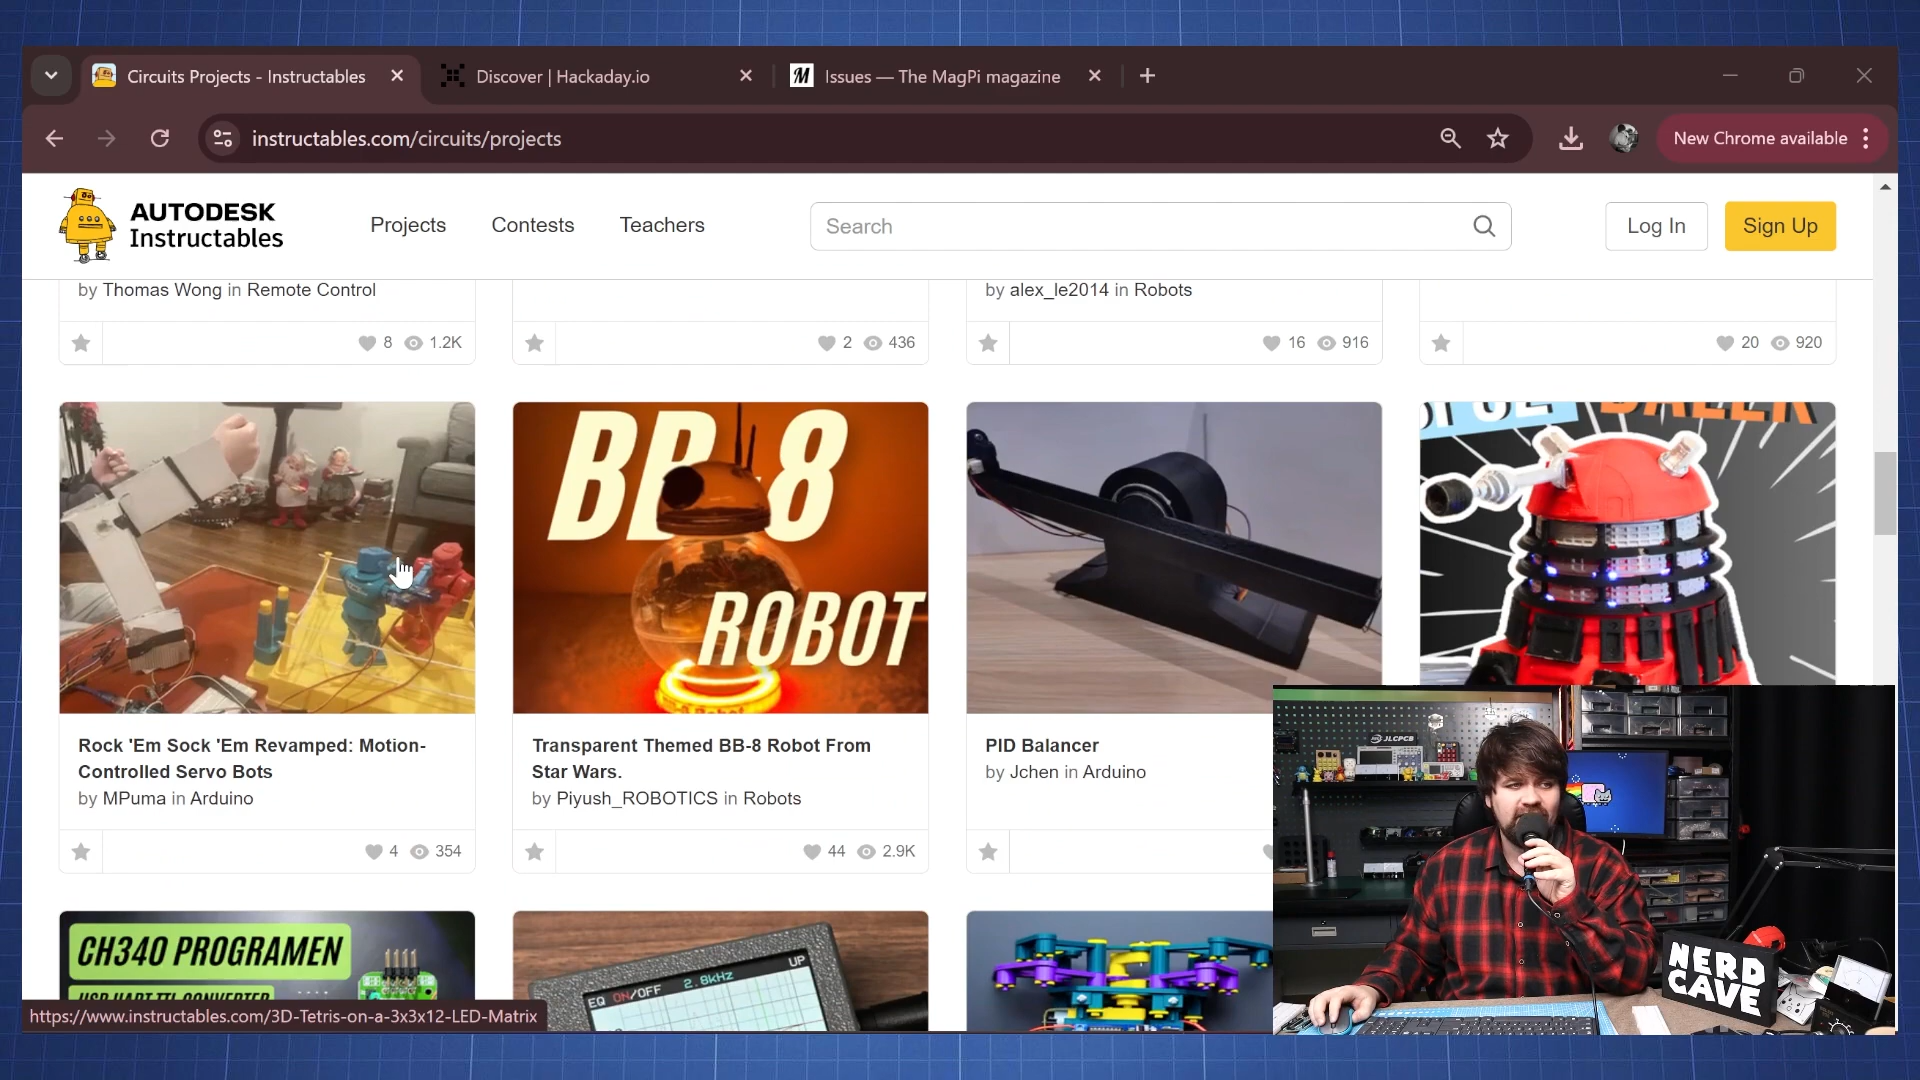 Circuits Projects - Instructables
Discover | Hackaday.io
M
Issues — The MagPi magazine
instructables.com/circuits/projects
New Chrome available
AUTODESK
Instructables
Projects
Contests
Teachers
Search
Log In
Sign Up
by Thomas Wong in Remote Control
by alex_le2014 in Robots
8
1.2K
2
436
16
916
20
920
BB-8
ROBOT
Rock 'Em Sock 'Em Revamped: Motion-
Controlled Servo Bots
by MPuma in Arduino
Transparent Themed BB-8 Robot From
Star Wars.
by Piyush_ROBOTICS in Robots
PID Balancer
by Jchen in Arduino
4
354
44
2.9K
CH340 PROGRAMEN
EQ ON/OFF
2.8kHz
UP
JLCPCB
NERD
CAVE
https://www.instructables.com/3D-Tetris-on-a-3x3x12-LED-Matrix